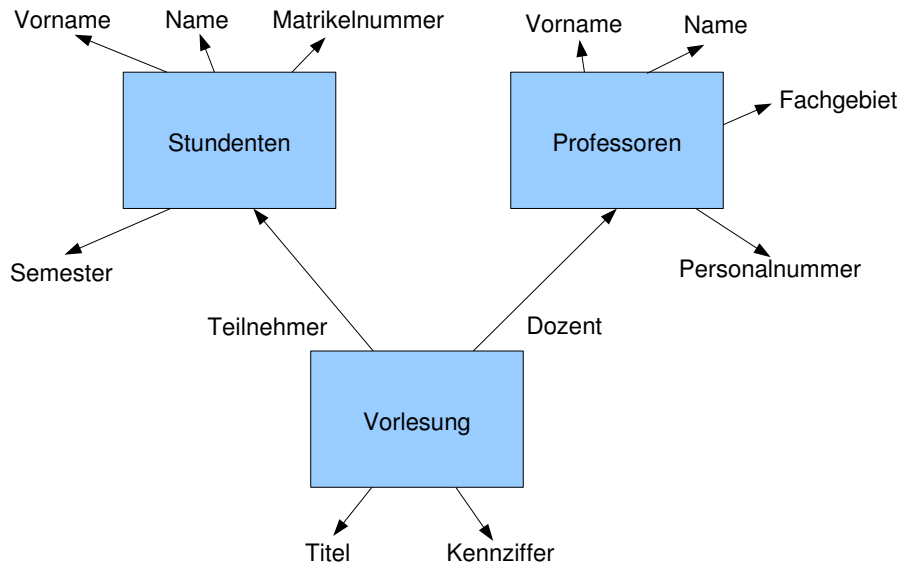 Vorname
Name
Matrikelnummer
Vorname
Name
Fachgebiet
Stundenten
Professoren
Semester
Personalnummer
Teilnehmer
Dozent
Vorlesung
Titel
Kennziffer